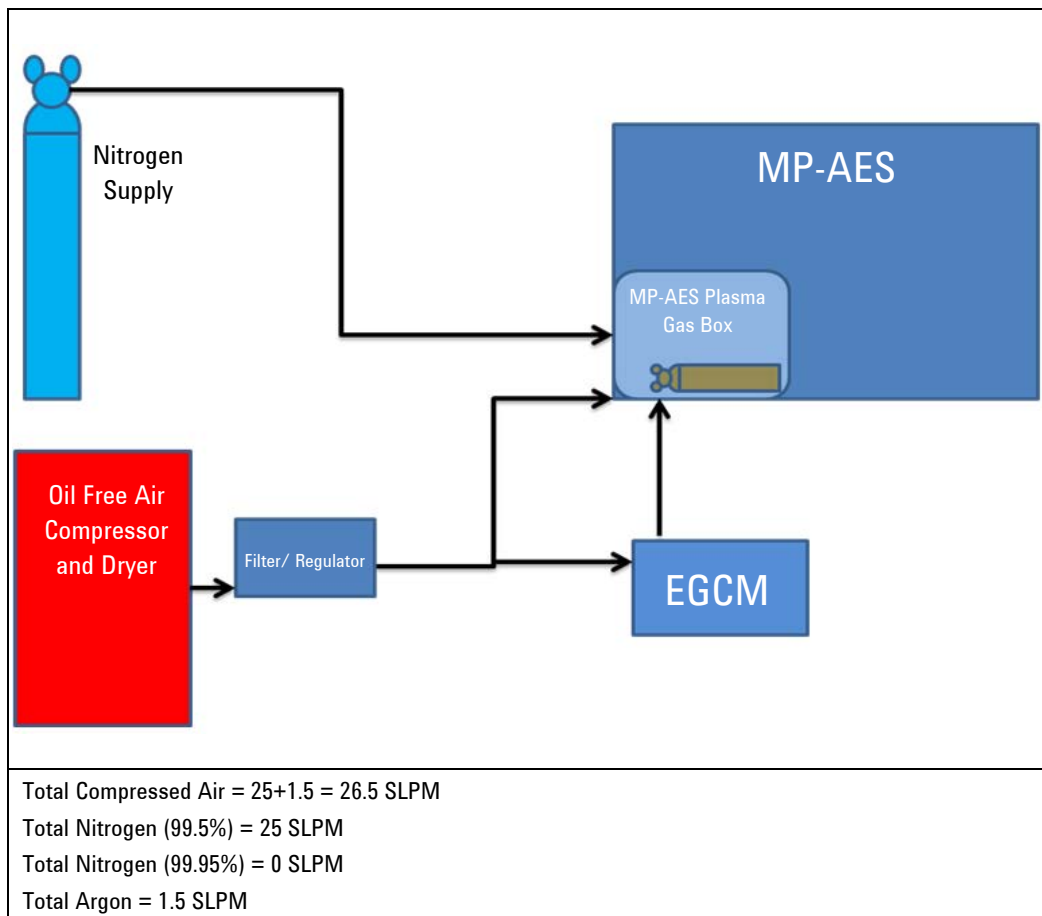 Nitrogen
Supply
MP-AES
MP-AES Plasma
Gas Box
Oil Free Air
Compressor
and Dryer
Filter/ Regulator
EGCM
Total Compressed Air = 25+1.5 = 26.5 SLPM
Total Nitrogen (99.5%) = 25 SLPM
Total Nitrogen (99.95%) = 0 SLPM
Total Argon = 1.5 SLPM